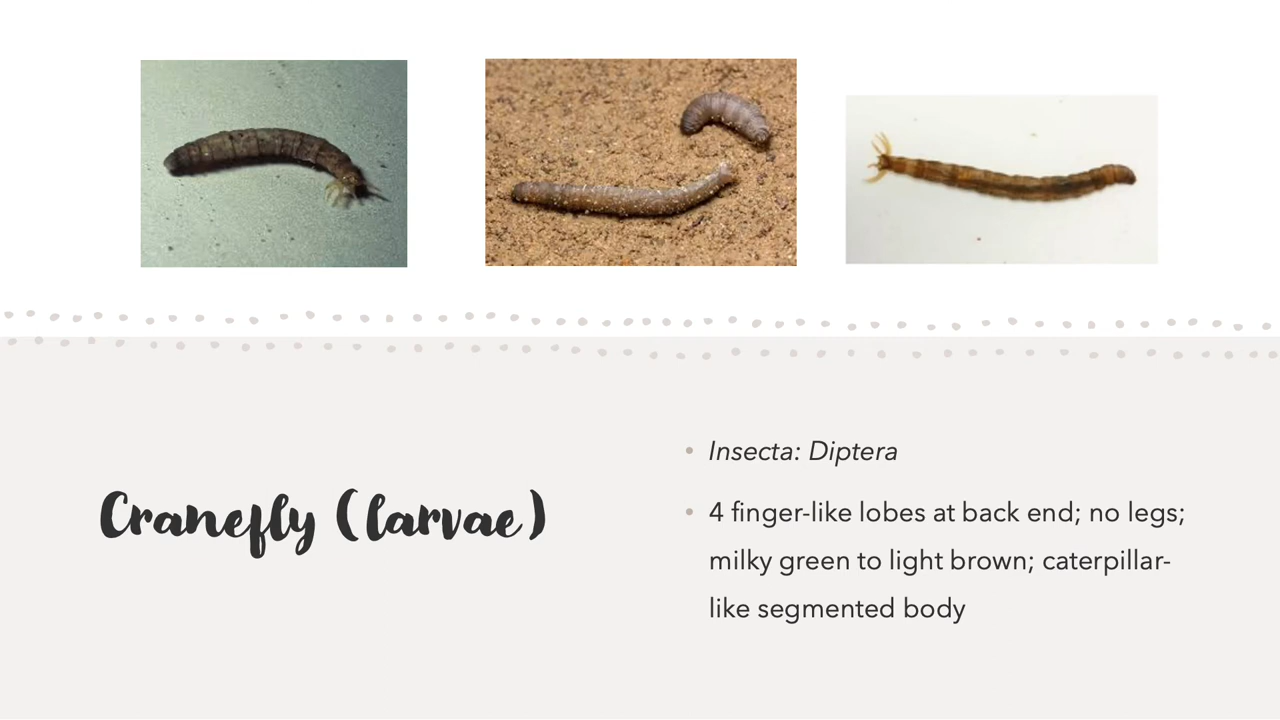 Cranefly (larvae)
Insecta: Diptera
4 finger-like lobes at back end; no legs;
milky green to light brown; caterpillar-
like segmented body